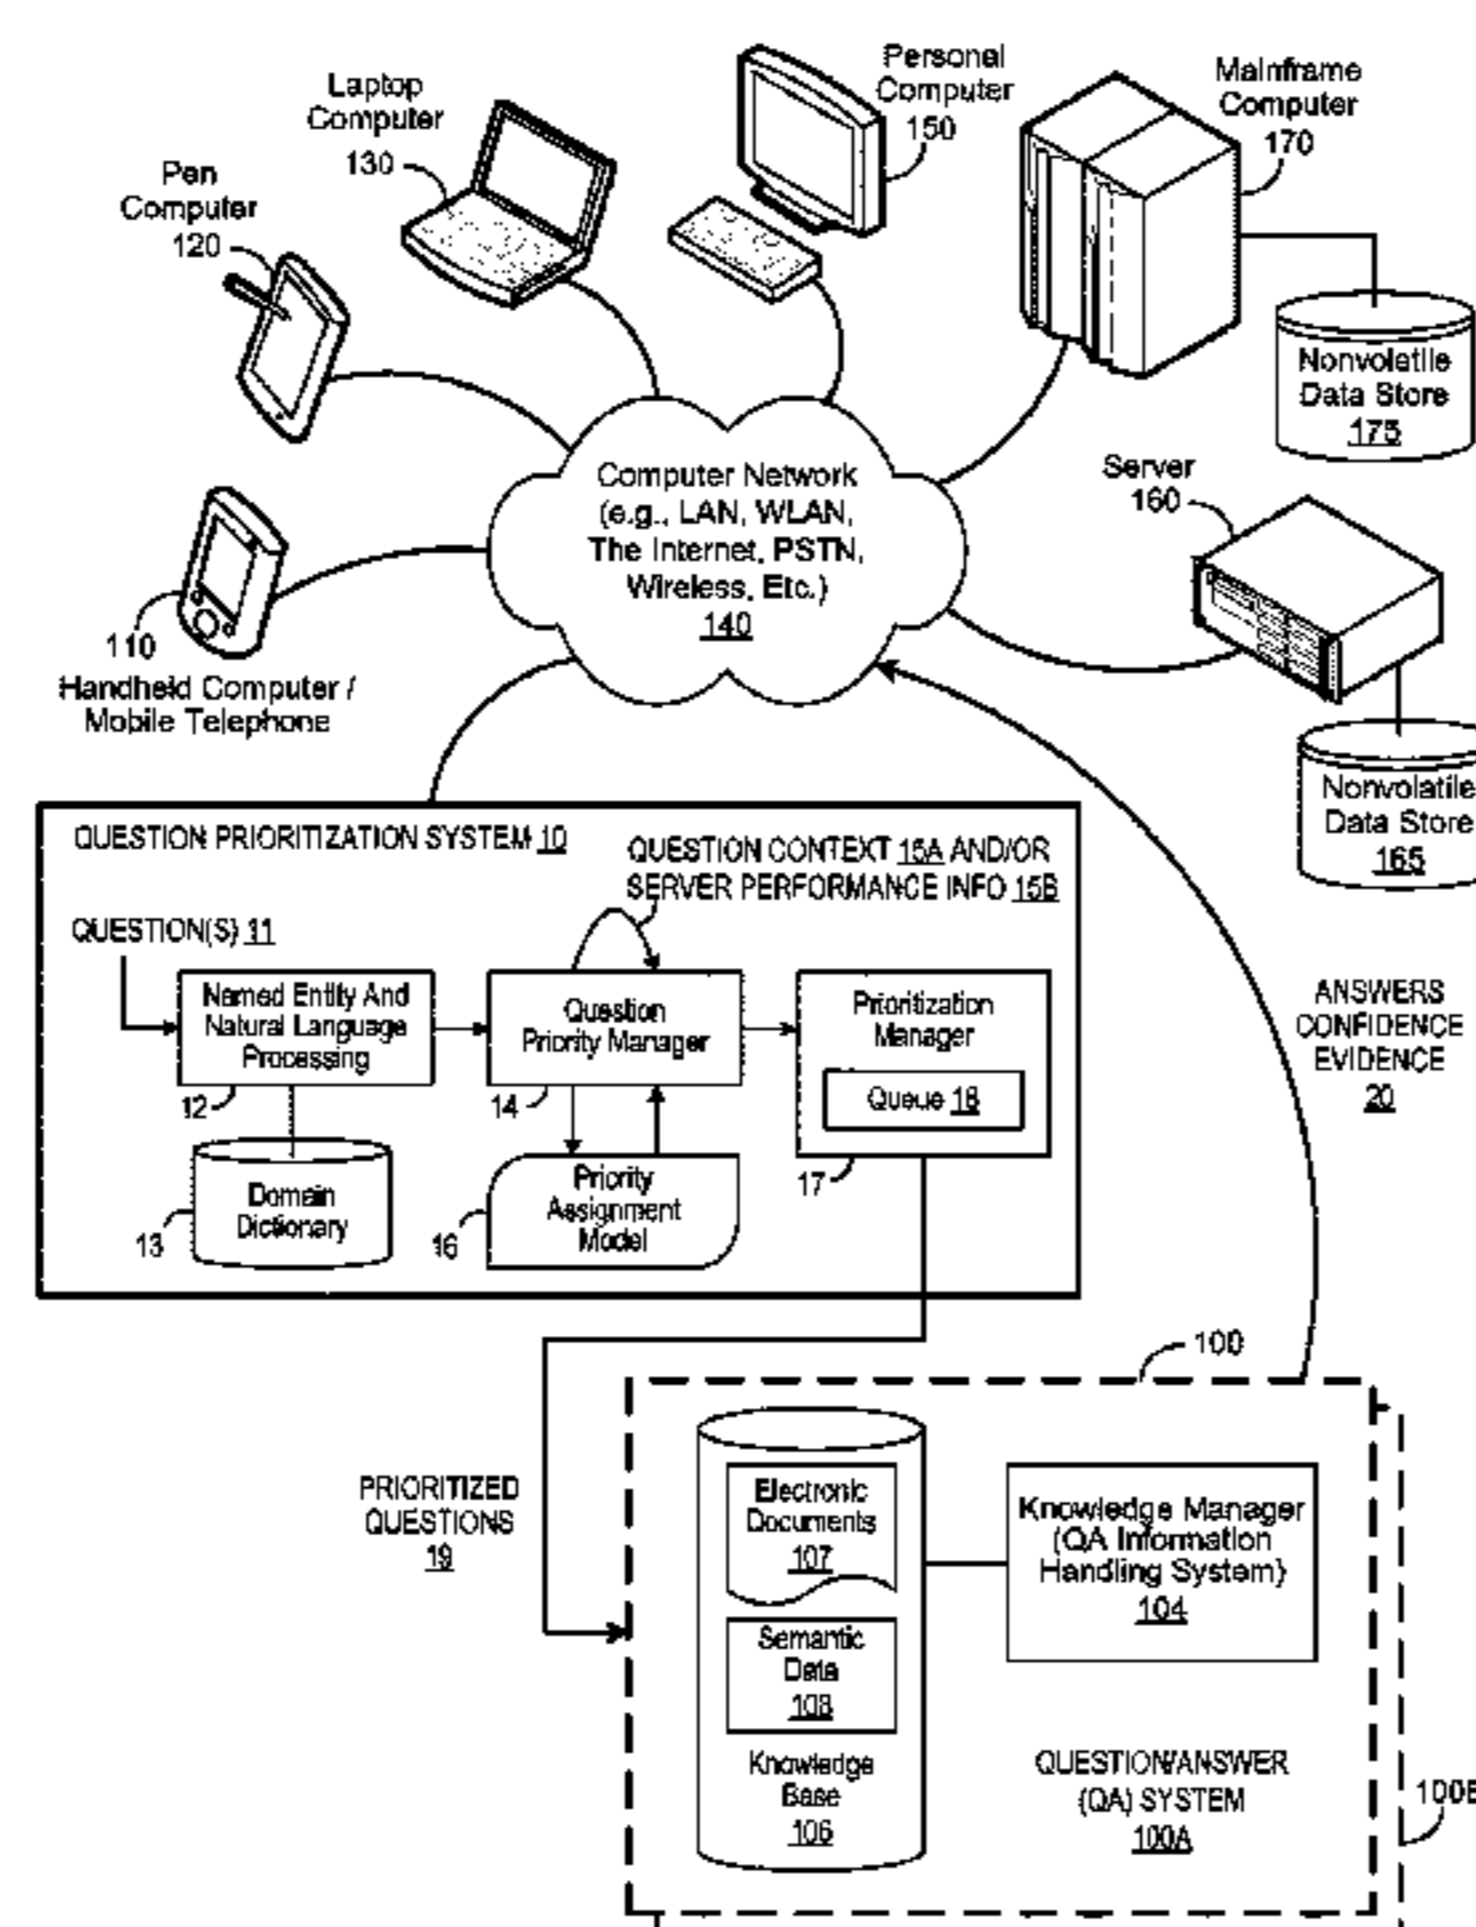 Laptop
Computer
130
Personal
Computer
150
Mainframe
Computer
170
Pen
Computer
120
Nonvolatile
Data Store
175
Computer Network
(e.g., LAN, WLAN,
The Internet, PSTN,
Wireless, Etc.)
140
Server
160
110
Handheld Computer /
Mobile Telephone
Nonvolatile
Data Store
165
QUESTION PRIORITIZATION SYSTEM 10
QUESTION CONTEXT 15A AND/OR
SERVER PERFORMANCE INFO 15B
QUESTION(S) 11
Named Entity And
Natural Language
Processing
12
Question
Priority Manager
14
Prioritization
Manager
Queue 18
17
Domain
Dictionary
13
Priority
Assignment
Model
16
ANSWERS
CONFIDENCE
EVIDENCE
20
100
PRIORITIZED
QUESTIONS
19
Electronic
Documents
107
Semantic
Data
108
Knowledge
Base
106
Knowledge Manager
(QA Information
Handling System)
104
QUESTION/ANSWER
(QA) SYSTEM
100A
100B